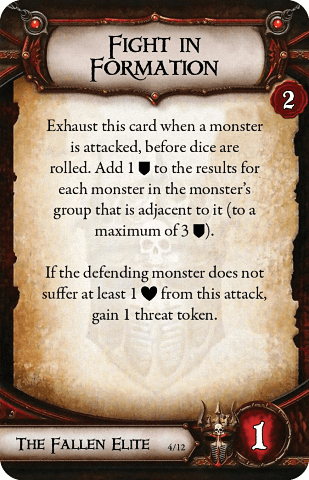 FIGHT IN
FORMATION
2
Exhaust this card when a monster
is attacked, before dice are
rolled. Add 1 to the results for
each monster in the monster's
group that is adjacent to it (to a
maximum of 3 ).
If the defending monster does not
suffer at least 1 from this attack,
gain 1 threat token.
THE FALLEN ELITE 4/12 1